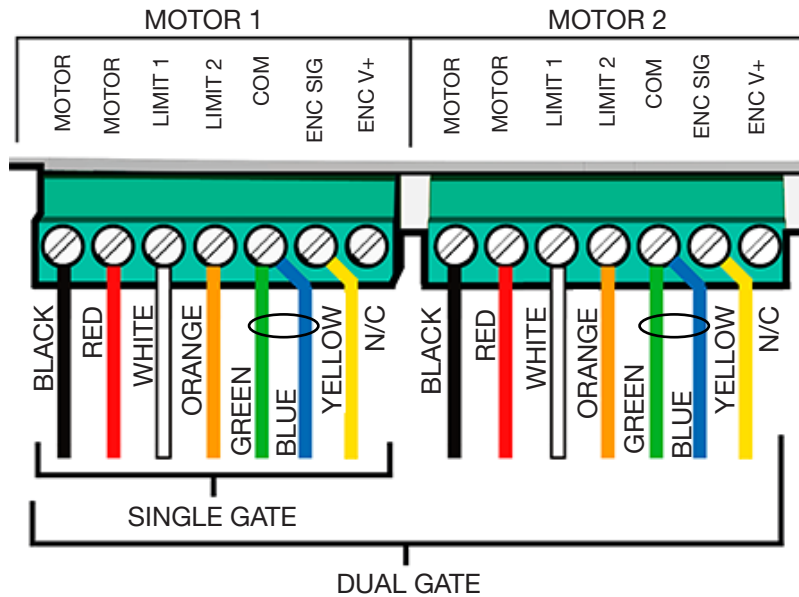 MOTOR 1
MOTOR 2
MOTOR
MOTOR
LIMIT 1
LIMIT 2
COM
ENC SIG
ENC V+
MOTOR
MOTOR
LIMIT 1
LIMIT 2
COM
ENC SIG
ENC V+
BLACK
RED
WHITE
ORANGE
GREEN
BLUE
YELLOW
N/C
BLACK
RED
WHITE
ORANGE
GREEN
BLUE
YELLOW
N/C
SINGLE GATE
DUAL GATE